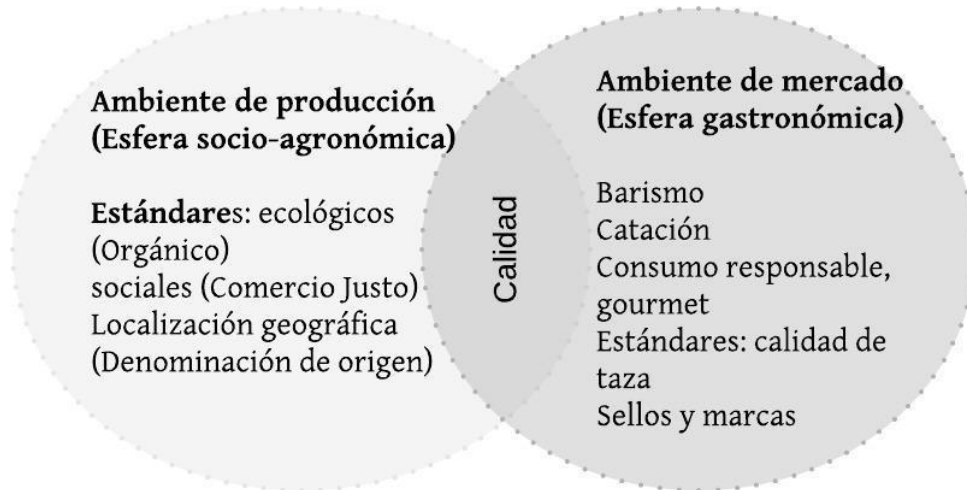 Ambiente de producción
(Esfera socio-agronómica)
Estándares: ecológicos
(Orgánico)
sociales (Comercio Justo)
Localización geográfica
(Denominación de origen)
Calidad
Ambiente de mercado
(Esfera gastronómica)
Barismo
Catación
Consumo responsable,
gourmet
Estándares: calidad de
taza
Sellos y marcas